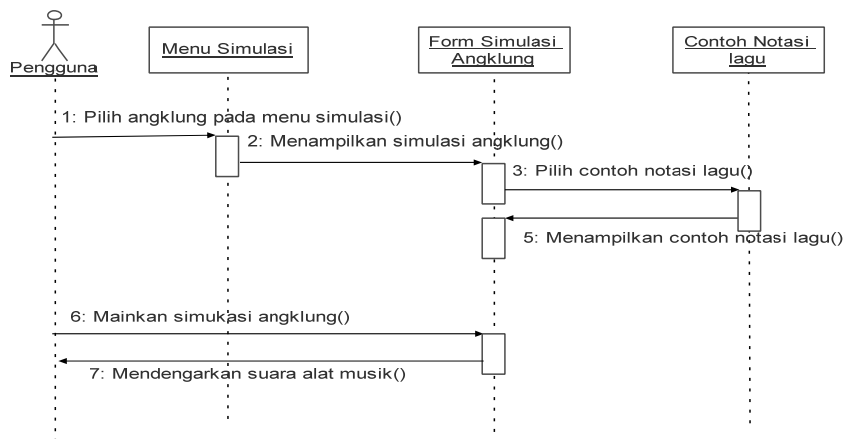 Pengguna
Menu Simulasi
Form Simulasi
Angklung
Contoh Notasi
lagu
1: Pilih angklung pada menu simulasi()
2: Menampilkan simulasi angklung()
3: Pilih contoh notasi lagu()
5: Menampilkan contoh notasi lagu()
6: Mainkan simukasi angklung()
7: Mendengarkan suara alat musik()